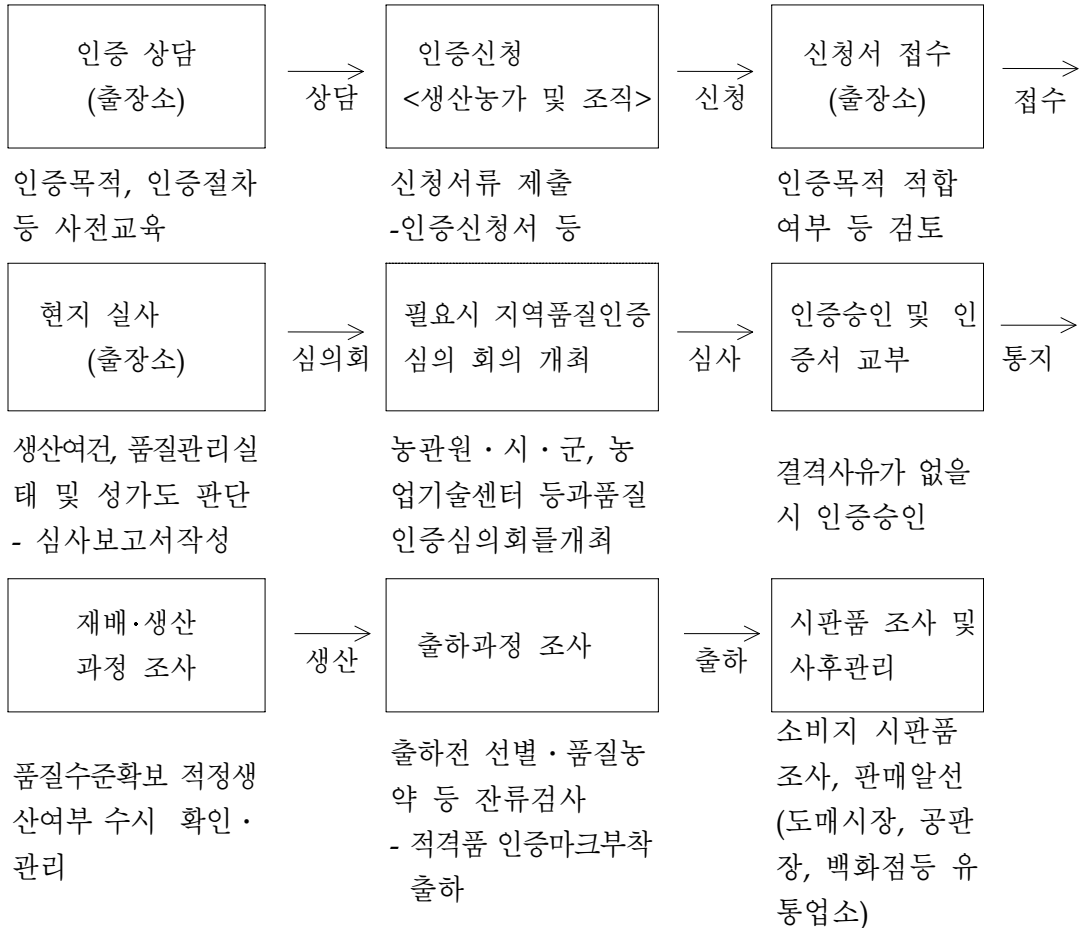 인증 상담
(출장소)
상담
인증신청
<생산농가 및 조직>
신청
신청서 접수
(출장소)
접수
인증목적, 인증절차
등 사전교육
신청서류 제출
-인증신청서 등
인증목적 적합
여부 등 검토
현지 실사
(출장소)
심의회
필요시 지역품질인증
심의 회의 개최
심사
인증승인 및 인
증서 교부
통지
생산여건, 품질관리실
태 및 성가도 판단
- 심사보고서작성
농관원·시·군, 농
업기술센터 등과품질
인증심의회를개최
결격사유가 없을
시 인증승인
재배·생산
과정 조사
생산
출하과정 조사
출하
시판품 조사 및
사후관리
품질수준확보 적정생
산여부 수시 확인·
관리
출하전 선별·품질농
약 등 잔류검사
- 적격품 인증마크부착
출하
소비지 시판품
조사, 판매알선
(도매시장, 공판
장, 백화점등 유
통업소)